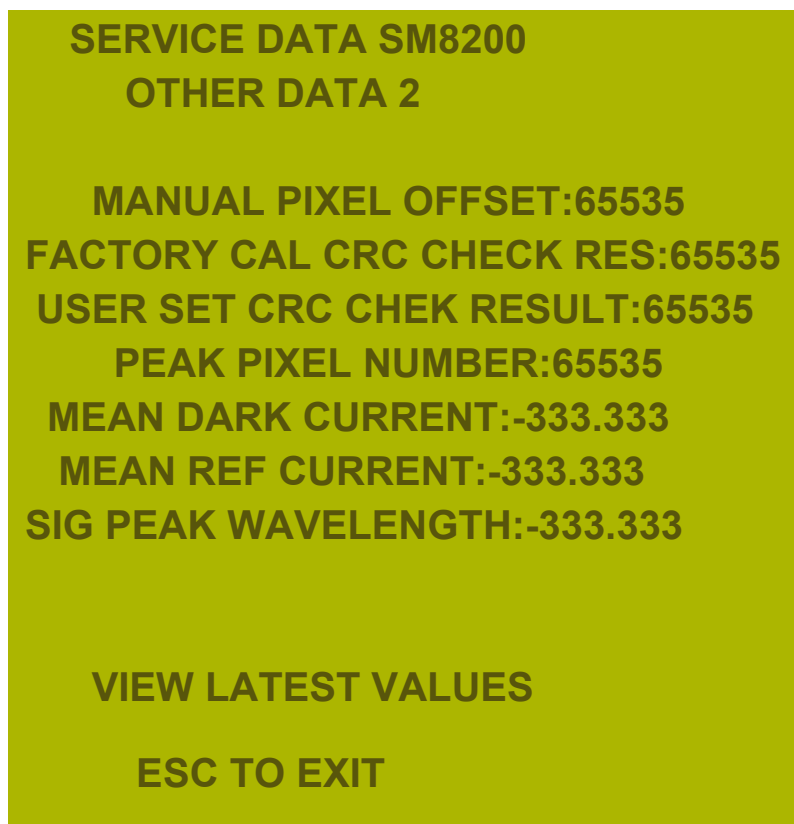 SERVICE DATA SM8200
OTHER DATA 2
MANUAL PIXEL OFFSET:65535
FACTORY CAL CRC CHECK RES:65535
USER SET CRC CHEK RESULT:65535
PEAK PIXEL NUMBER:65535
MEAN DARK CURRENT:-333.333
MEAN REF CURRENT:-333.333
SIG PEAK WAVELENGTH:-333.333
VIEW LATEST VALUES
ESC TO EXIT